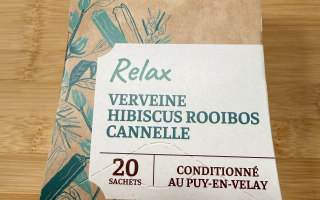 Relax
VERVEINE
HIBISCUS ROOIBOS
CANNELLE
20
SACHETS
CONDITIONNÉ
AU PUY-EN-VELAY